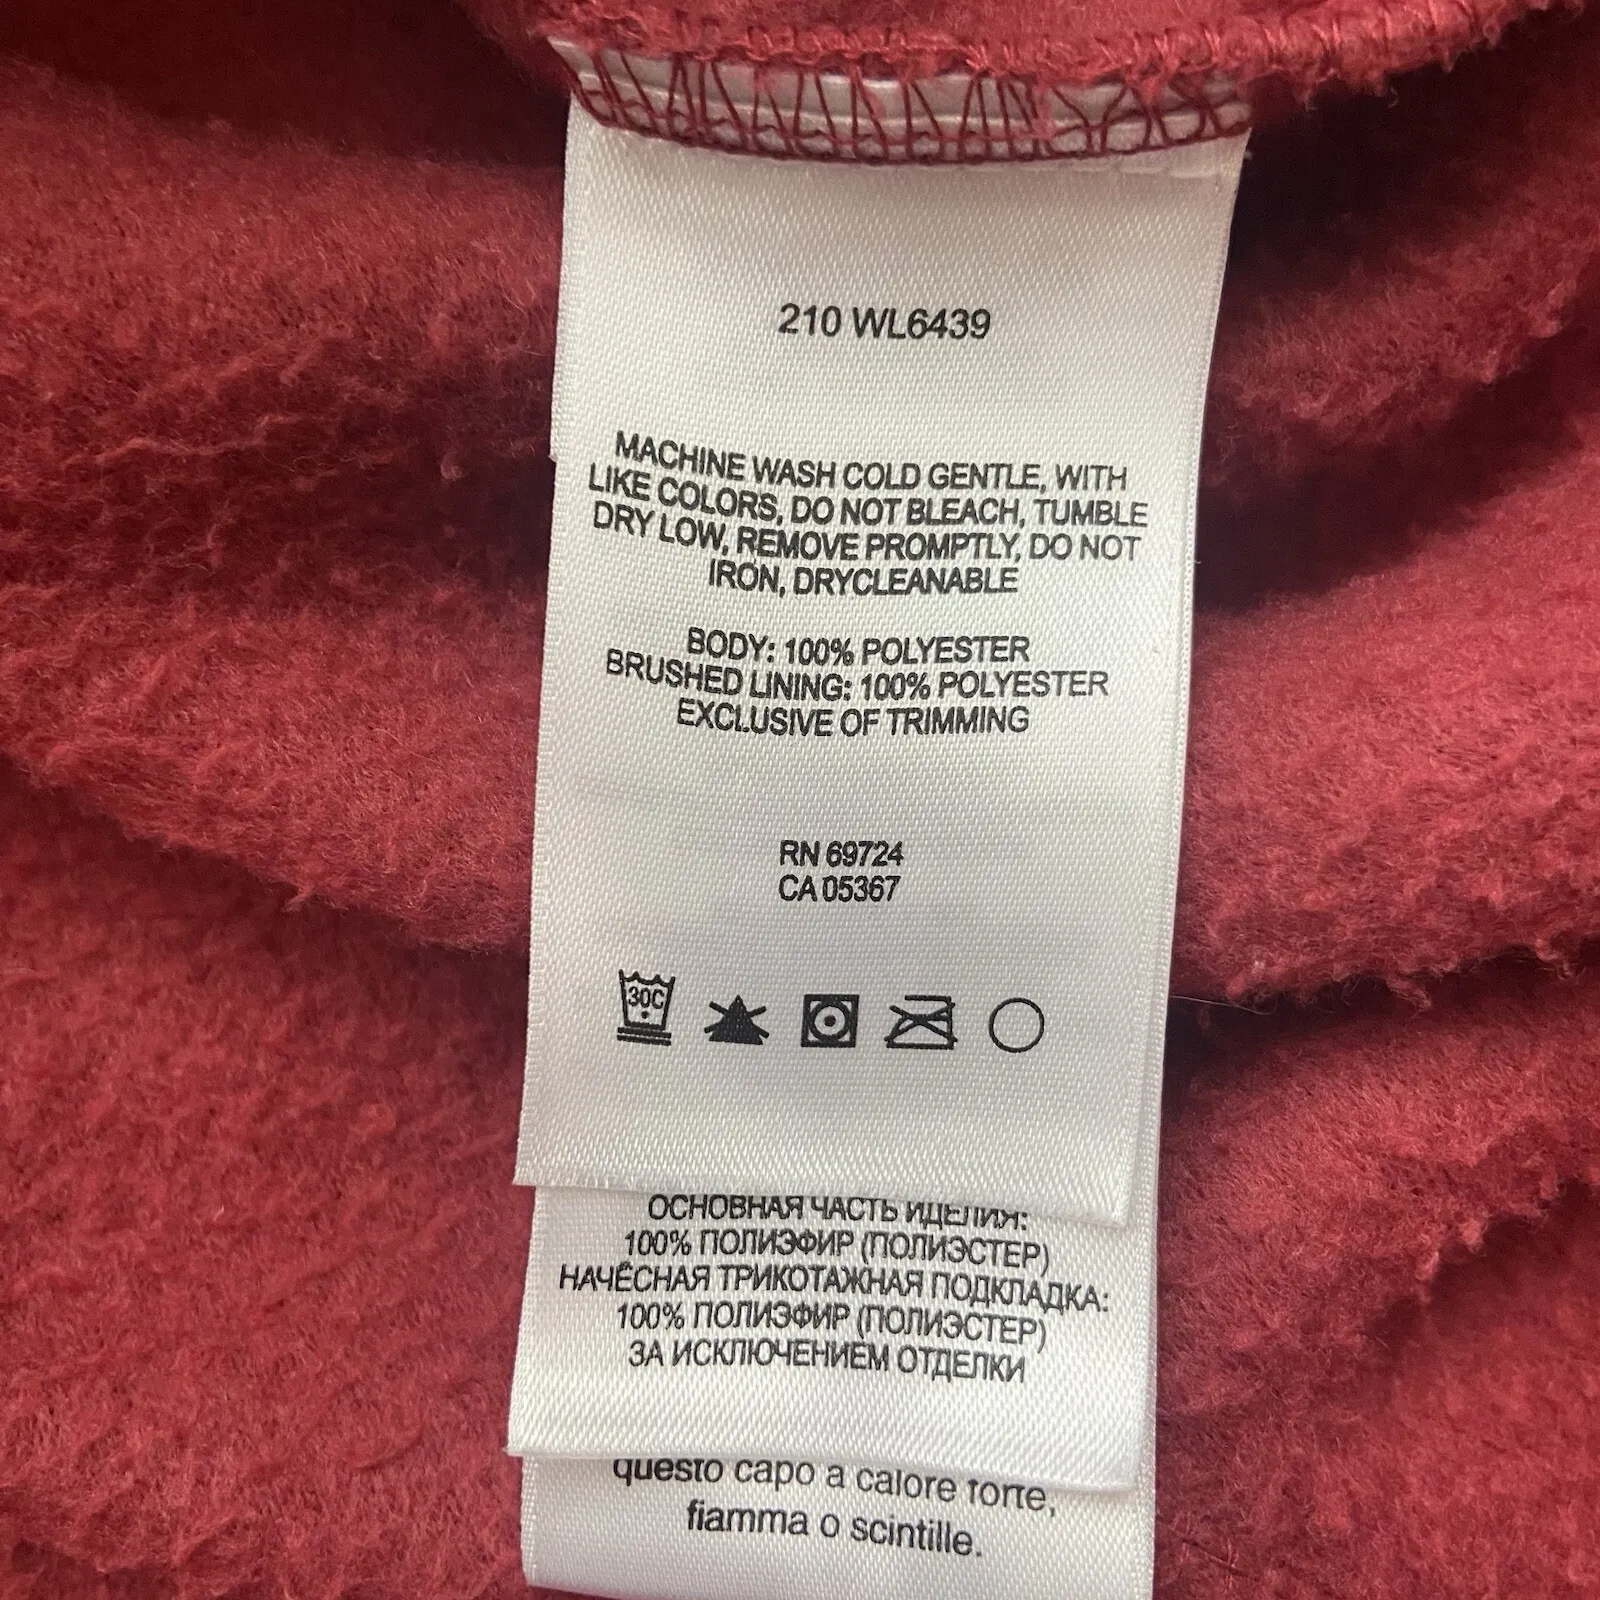 210 WL6439
MACHINE WASH COLD GENTLE, WITH
LIKE COLORS, DO NOT BLEACH, TUMBLE
DRY LOW, REMOVE PROMPTLY, DO NOT
IRON, DRYCLEANABLE
BODY: 100% POLYESTER
BRUSHED LINING: 100% POLYESTER
EXCLUSIVE OF TRIMMING
RN 69724
CA 05367
30C
ОСНОВНАЯ ЧАСТЬ ИЗДЕЛИЯ:
100% ПОЛИЭФИР (ПОЛИЭСТЕР)
НАЧЁСНАЯ ТРИКОТАЖНАЯ ПОДКЛАДКА:
100% ПОЛИЭФИР (ПОЛИЭСТЕР)
ЗА ИСКЛЮЧЕНИЕМ ОТДЕЛКИ
questo capo a calore forte,
fiamma o scintille.